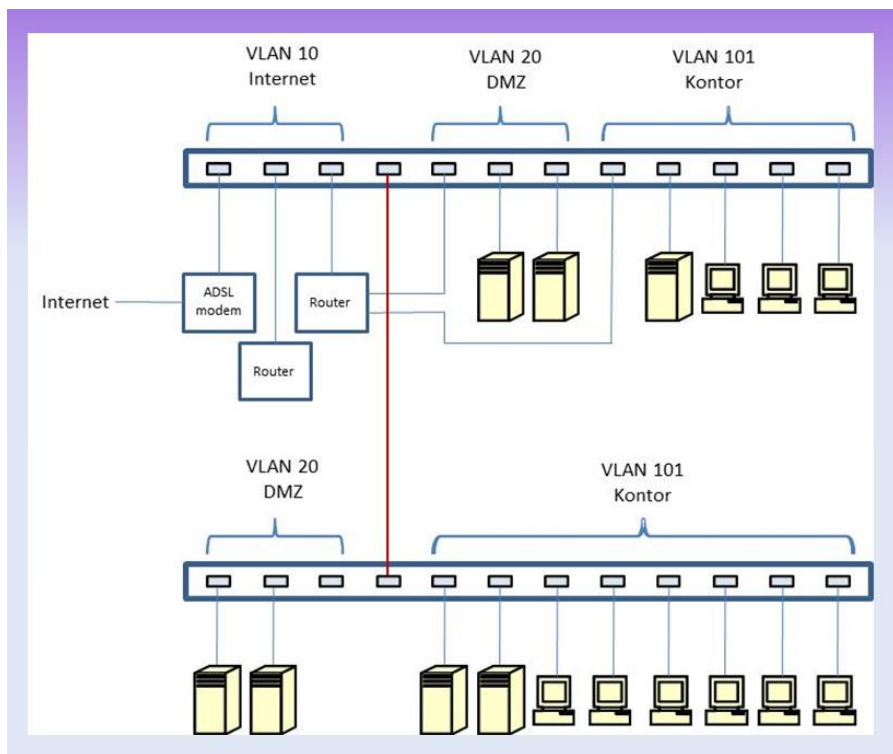 VLAN 10
Internet
VLAN 20
DMZ
VLAN 101
Kontor
Internet
ADSL
modem
Router
Router
VLAN 20
DMZ
VLAN 101
Kontor